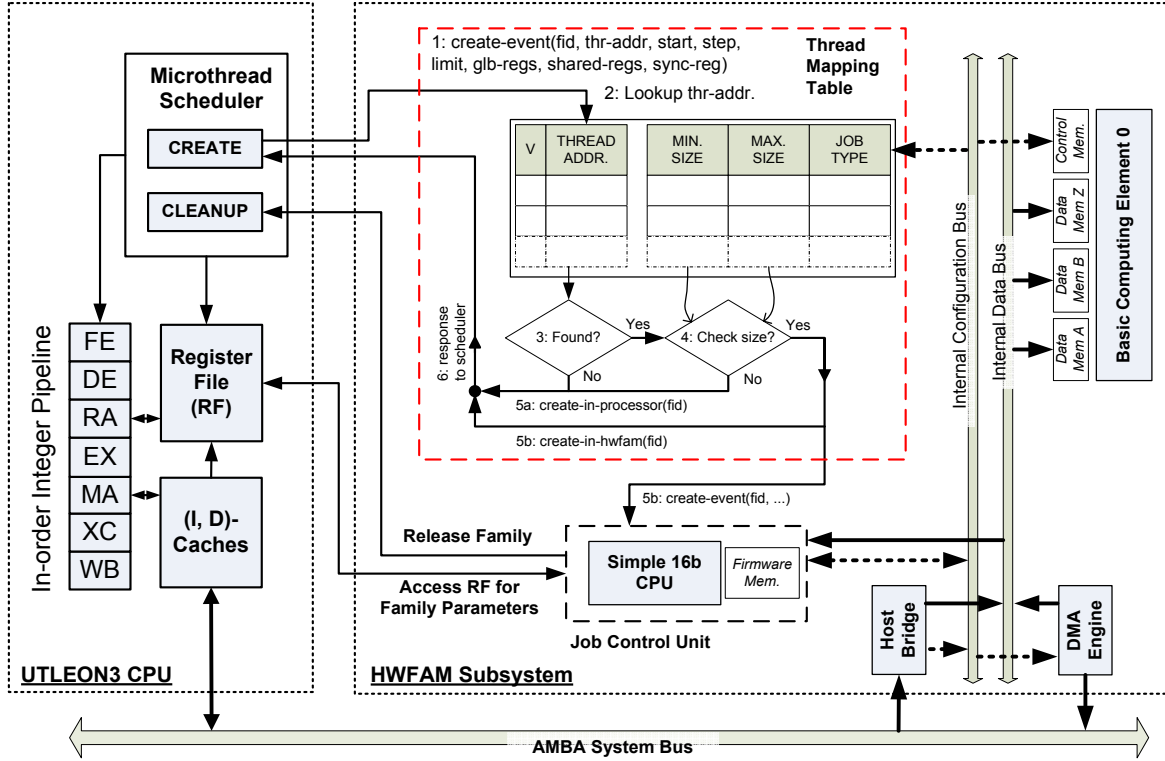 Microthread
Scheduler
CREATE
CLEANUP
In-order Integer Pipeline
FE
DE
RA
EX
MA
XC
WB
Register
File
(RF)
(I, D)-
Caches
UTLEON3 CPU
1: create-event(fid, thr-addr, start, step,
limit, glb-regs, shared-regs, sync-reg)
2: Lookup thr-addr.
Thread
Mapping
Table
V
THREAD
ADDR.
MIN.
SIZE
MAX.
SIZE
JOB
TYPE
3: Found?
Yes
No
4: Check size?
Yes
No
6: response
to scheduler
5a: create-in-processor(fid)
5b: create-in-hwfam(fid)
5b: create-event(fid, ...)
Release Family
Access RF for
Family Parameters
Simple 16b
CPU
Firmware
Mem.
Job Control Unit
HWFAM Subsystem
Internal Configuration Bus
Internal Data Bus
Control
Mem.
Data
Mem Z
Data
Mem B
Data
Mem A
Basic Computing Element 0
Host
Bridge
DMA
Engine
AMBA System Bus